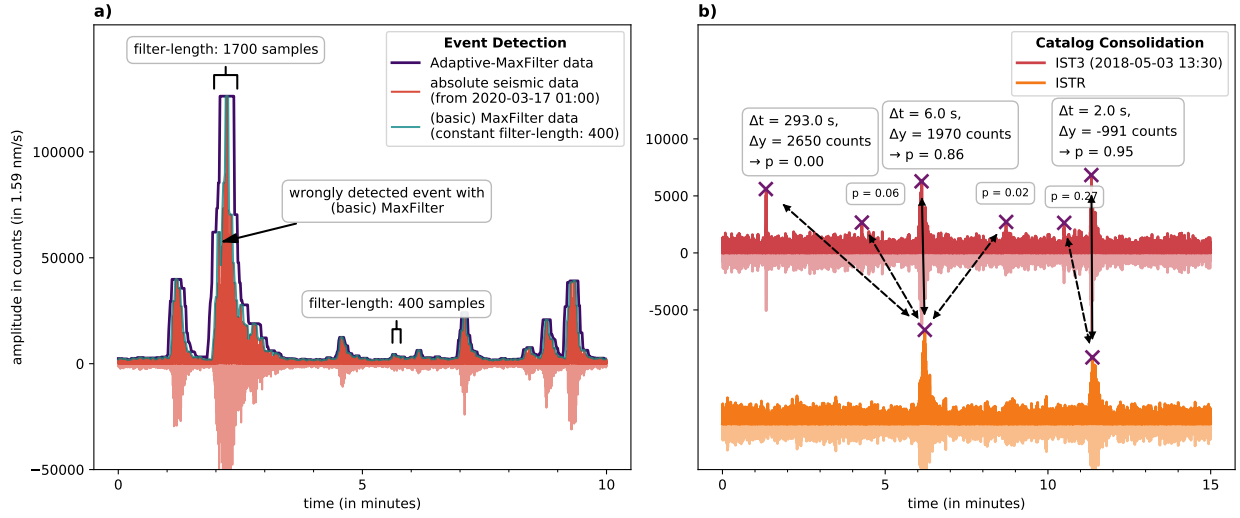 a)
filter-length: 1700 samples
Event Detection
Adaptive-MaxFilter data
absolute seismic data
(from 2020-03-17 01:00)
(basic) MaxFilter data
(constant filter-length: 400)
wrongly detected event with
(basic) MaxFilter
filter-length: 400 samples
amplitude in counts (in 1.59 nm/s)
100000
50000
0
−50000
0
5
10
time (in minutes)
b)
Catalog Consolidation
IST3 (2018-05-03 13:30)
ISTR
Δt = 293.0 s,
Δy = 2650 counts
→ p = 0.00
Δt = 6.0 s,
Δy = 1970 counts
→ p = 0.86
Δt = 2.0 s,
Δy = -991 counts
→ p = 0.95
p = 0.06
p = 0.02
p = 0.27
10000
5000
0
-5000
0
5
10
15
time (in minutes)